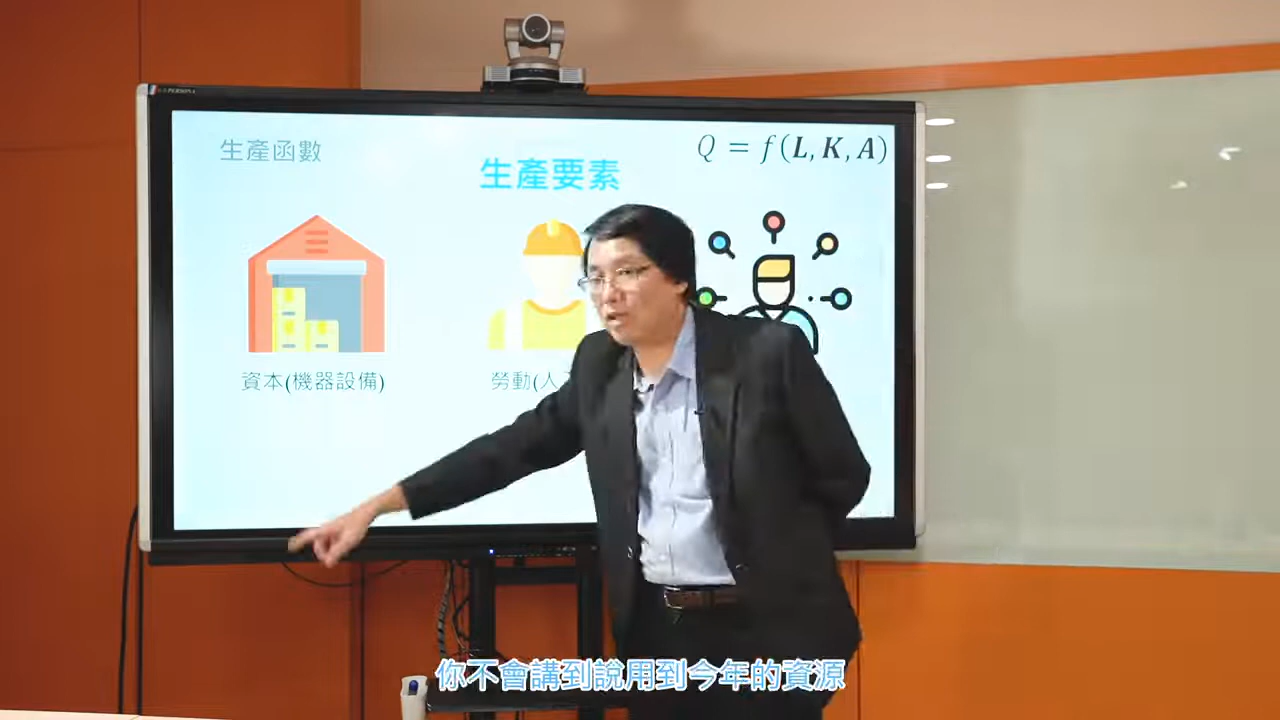 生產函數
Q = f(L, K, A)
生產要素
資本(機器設備)
勞動(人
你不會講到說用到今年的資源